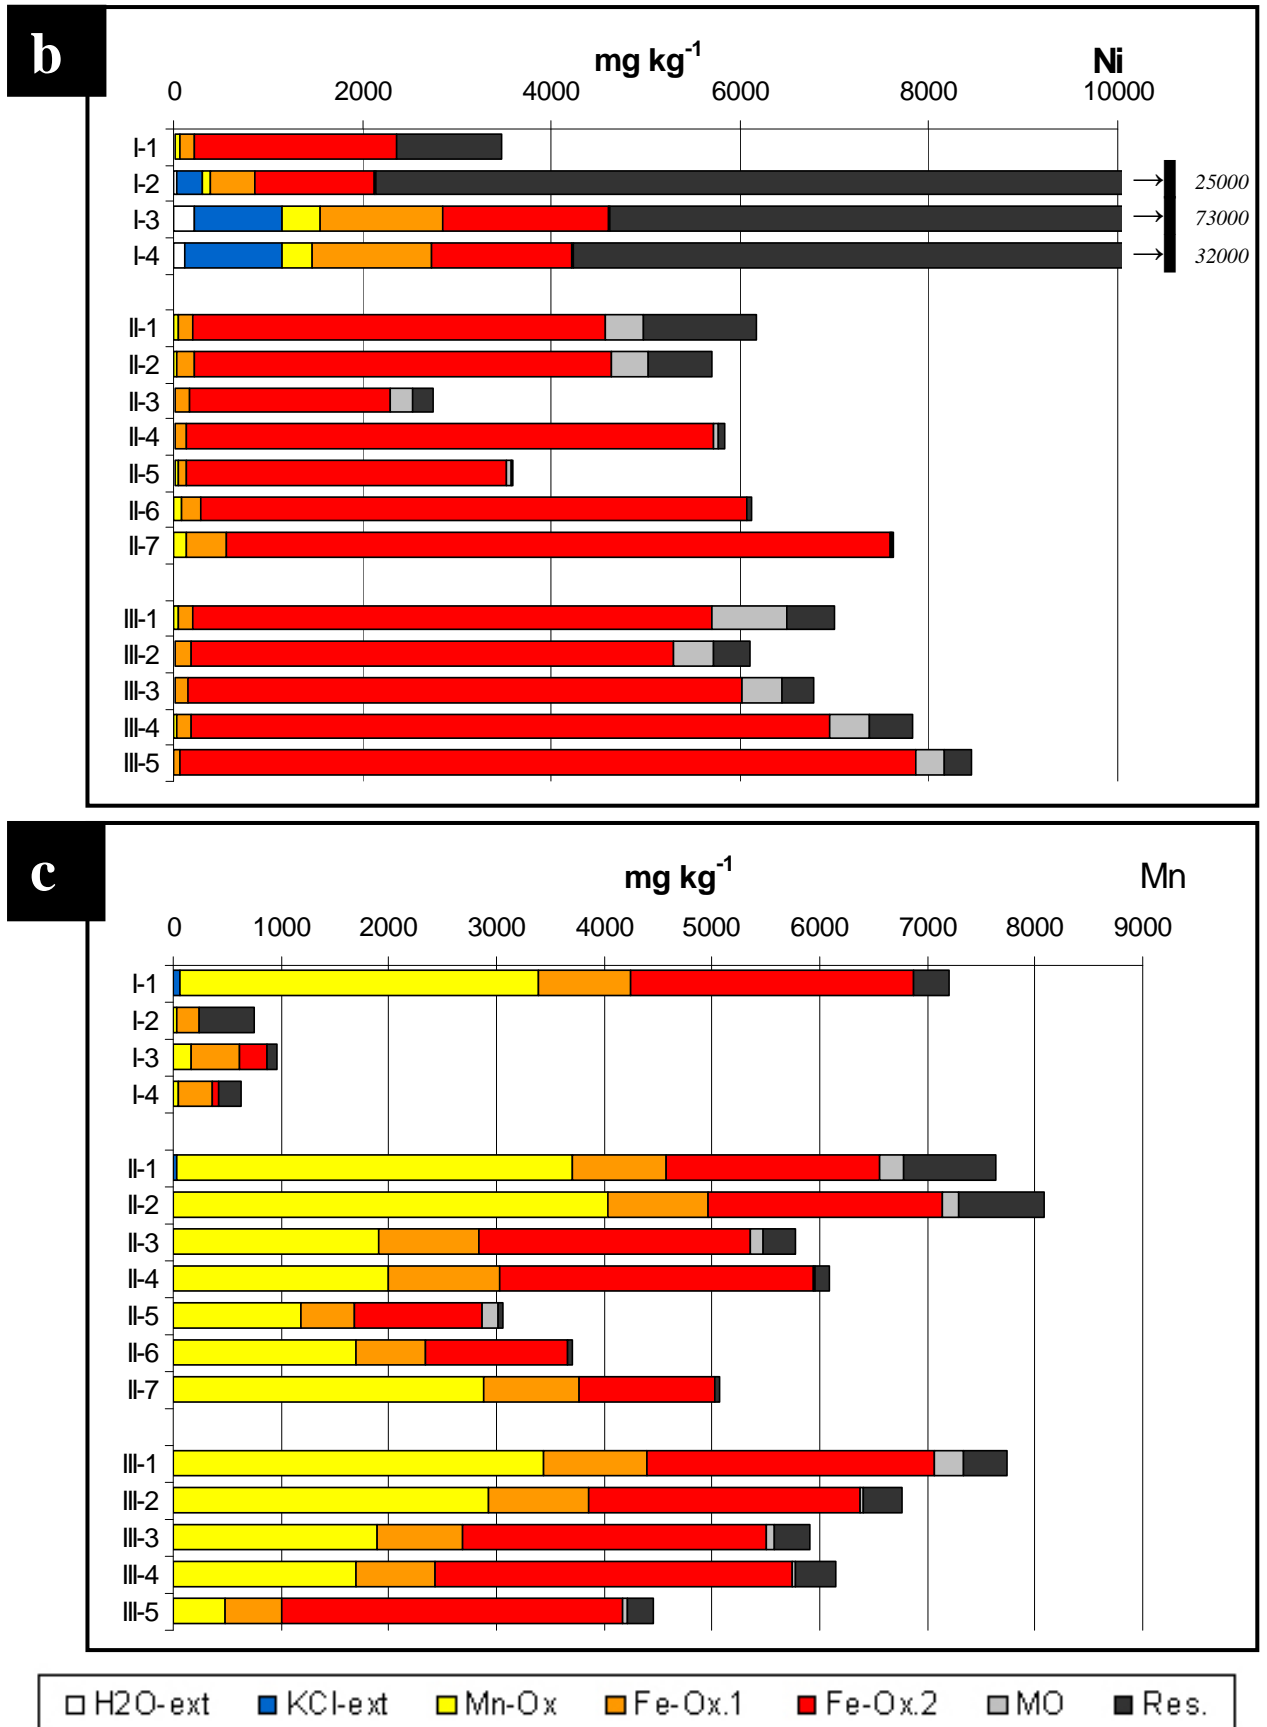 b
mg kg-1 Ni
0 2000 4000 6000 8000 10000
I-1
I-2 → 25000
I-3 → 73000
I-4 → 32000
II-1
II-2
II-3
II-4
II-5
II-6
II-7
III-1
III-2
III-3
III-4
III-5
c
mg kg-1 Mn
0 1000 2000 3000 4000 5000 6000 7000 8000 9000
I-1
I-2
I-3
I-4
II-1
II-2
II-3
II-4
II-5
II-6
II-7
III-1
III-2
III-3
III-4
III-5
H2O-ext KCl-ext Mn-Ox Fe-Ox.1 Fe-Ox.2 MO Res.